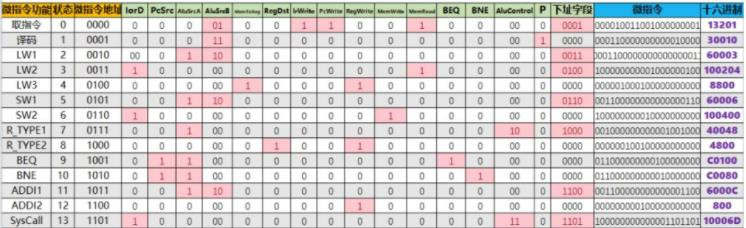 微指令功能 状态 微指令地址 IorD PcSrc AluSrcA AluSrcB MemtoReg RegDst IrWrite PcWrite RegWrite MemWrite MemRead BEQ BNE AluControl P 下址字段 微指令 十六进制
取指令 0 0000 0 0 0 01 0 0 1 1 0 0 1 0 0 00 0 0001 000010011001000000001 13201
译码 1 0001 0 0 0 11 0 0 0 0 0 0 0 0 0 00 1 0000 000110000000000010000 30010
LW1 2 0010 00 0 1 10 0 0 0 0 0 0 0 0 0 00 0 0011 000110000000000000001 60003
LW2 3 0011 1 0 0 00 0 0 0 0 0 0 1 0 0 00 0 0100 100000000001000000100 100204
LW3 4 0100 0 0 0 00 1 0 0 0 1 0 0 0 0 00 0 0000 000001000100000000000 8800
SW1 5 0101 0 0 1 10 0 0 0 0 0 0 0 0 0 00 0 0110 001100000000000000110 60006
SW2 6 0110 1 0 0 00 0 0 0 0 0 1 0 0 0 00 0 0000 100000000010000000000 100400
R_TYPE1 7 0111 0 0 1 00 0 0 0 0 0 0 0 0 0 10 0 1000 001000000000001001000 40048
R_TYPE2 8 1000 0 0 0 00 0 1 0 0 1 0 0 0 0 00 0 0000 000000100100000000000 4800
BEQ 9 1001 0 1 1 00 0 0 0 0 0 0 0 1 0 00 0 0000 011000000000100000000 C0100
BNE 10 1010 0 1 1 00 0 0 0 0 0 0 0 0 1 00 0 0000 011000000000010000000 C0080
ADDI1 11 1011 0 0 1 10 0 0 0 0 0 0 0 0 0 00 0 1100 001100000000000001100 6000C
ADDI2 12 1100 0 0 0 00 0 0 0 0 1 0 0 0 0 00 0 0000 000000000100000000000 800
SysCall 13 1101 1 0 0 00 0 0 0 0 0 0 0 0 0 11 0 1101 100000000000001101101 10006D